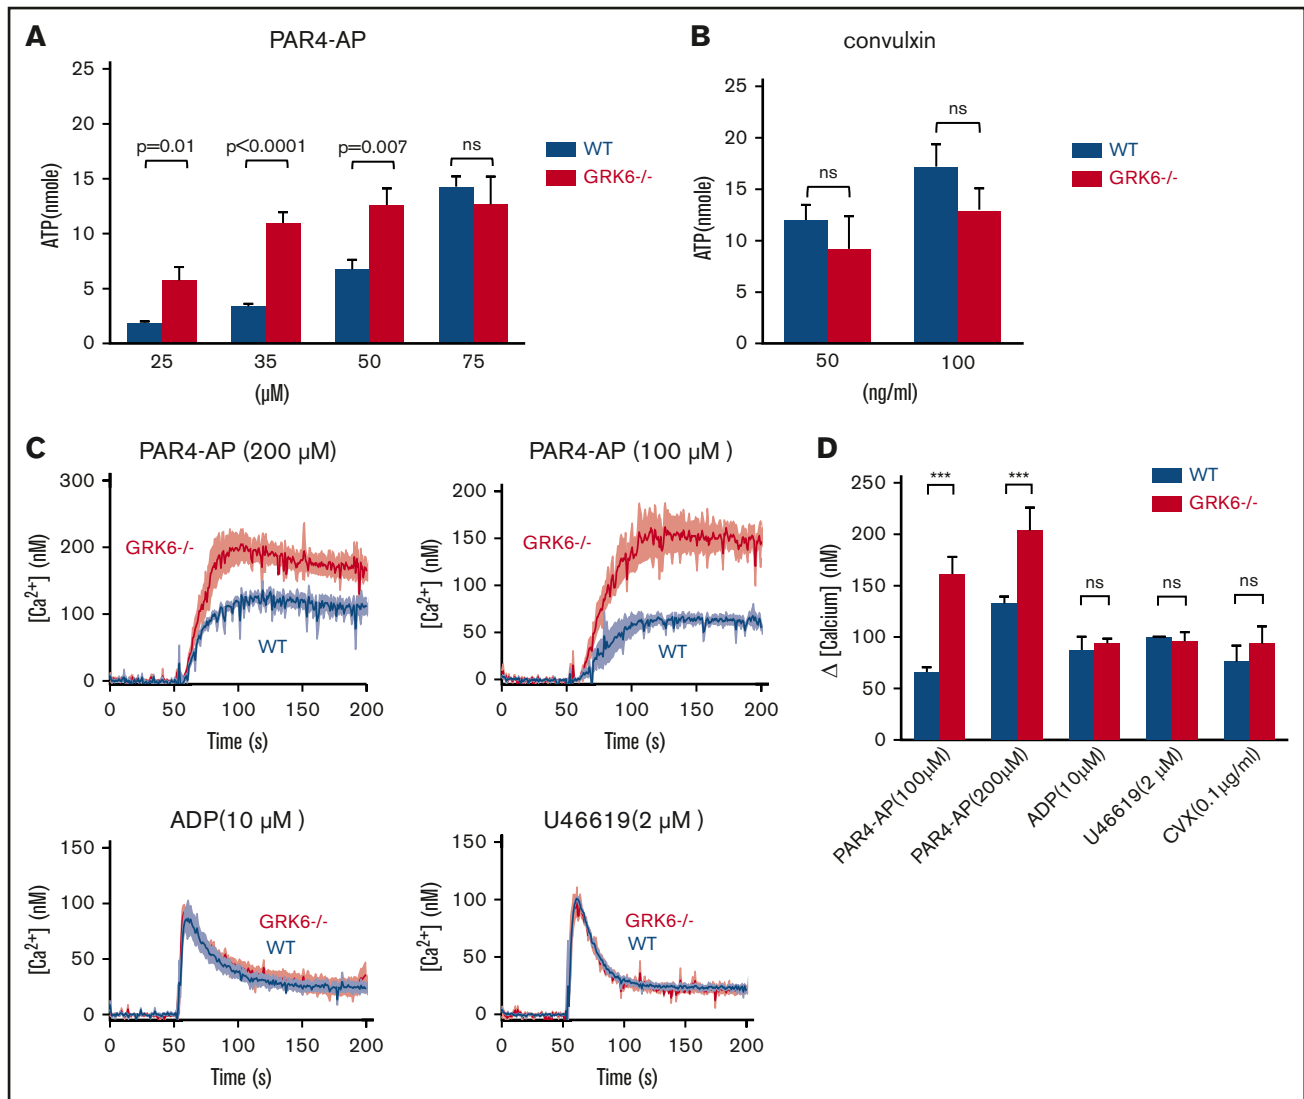 A
PAR4-AP
25
20
15
10
5
0
ATP(nmole)
p=0.01
p<0.0001
p=0.007
ns
WT
GRK6-/-
25 35 50 75
(μM)
B
convulxin
25
20
15
10
5
0
ATP(nmole)
ns
ns
WT
GRK6-/-
50 100
(ng/ml)
C
PAR4-AP (200 μM)
300
200
100
0
[Ca2+] (nM)
GRK6-/-
WT
0 50 100 150 200
Time (s)
PAR4-AP (100 μM )
200
150
100
50
0
[Ca2+] (nM)
GRK6-/-
WT
0 50 100 150 200
Time (s)
ADP(10 μM )
150
100
50
0
[Ca2+] (nM)
GRK6-/-
WT
0 50 100 150 200
Time (s)
U46619(2 μM )
150
100
50
0
[Ca2+] (nM)
GRK6-/-
WT
0 50 100 150 200
Time (s)
D
250
200
150
100
50
0
Δ [Calcium] (nM)
***
***
ns
ns
ns
WT
GRK6-/-
PAR4-AP(100μM)
PAR4-AP(200μM)
ADP(10μM)
U46619(2 μM)
CVX(0.1μg/ml)